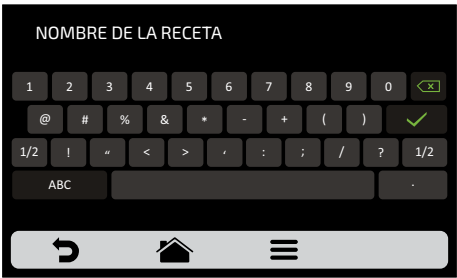 NOMBRE DE LA RECETA
1 2 3 4 5 6 7 8 9 0
@ # % & * - + ( )
1/2 ! “ < > ‘ : ; / ? 1/2
ABC .